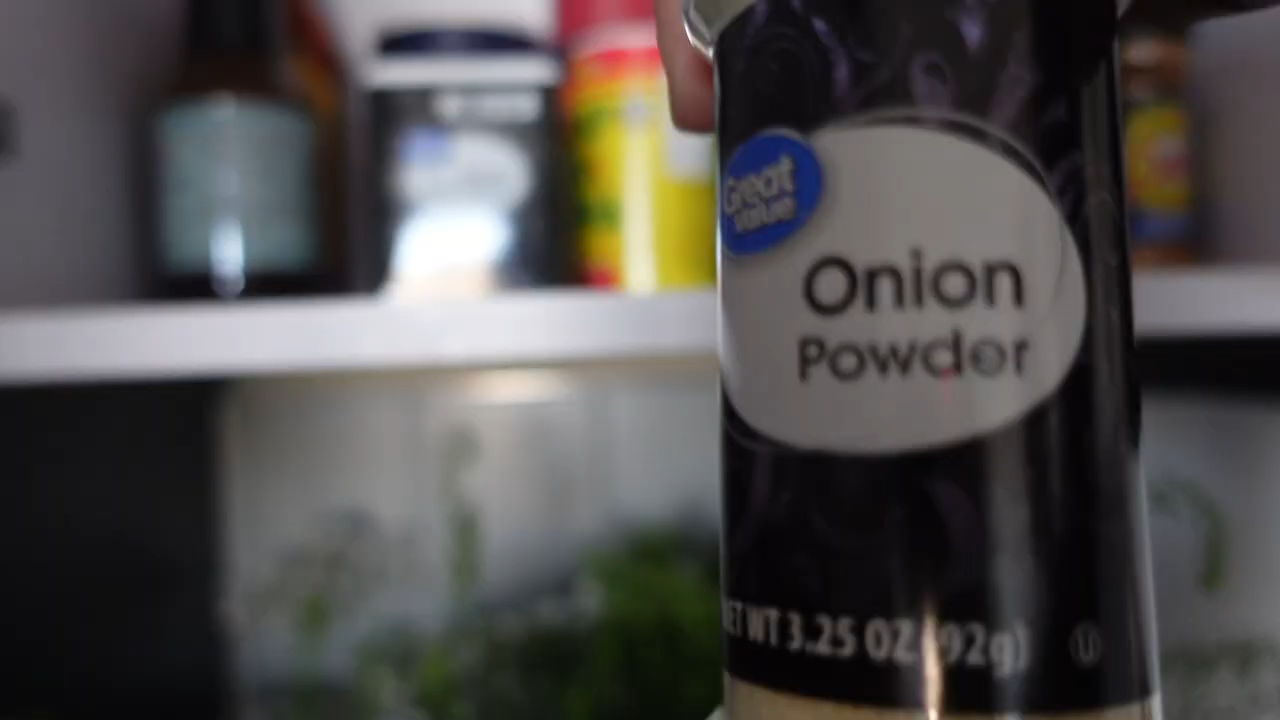 Great
Value
Onion
Powder
NET WT 3.25 OZ (92g)
U